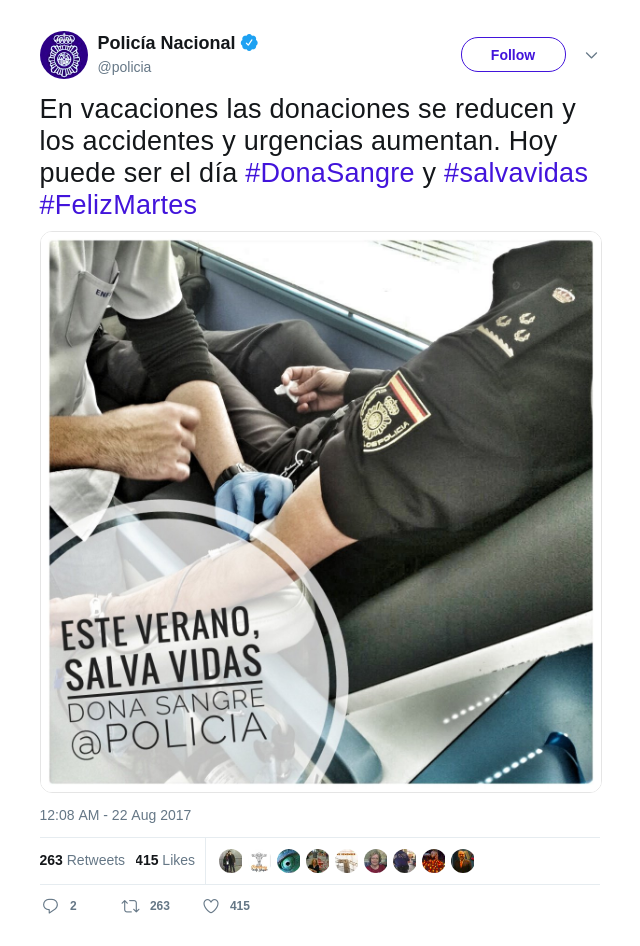 Policía Nacional
@policia
Follow
En vacaciones las donaciones se reducen y
los accidentes y urgencias aumentan. Hoy
puede ser el día #DonaSangre y #salvavidas
#FelizMartes
ESTE VERANO,
SALVA VIDAS
DONA SANGRE
@POLICIA
12:08 AM - 22 Aug 2017
263 Retweets 415 Likes
2 263 415